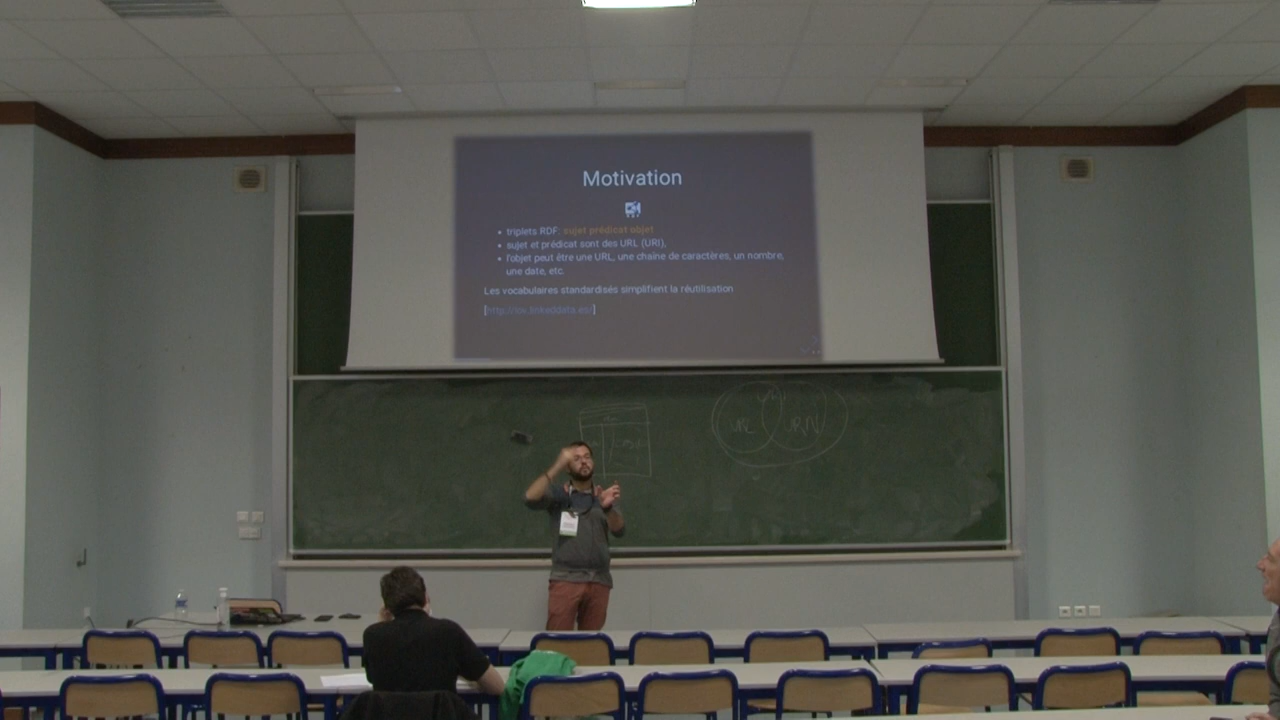 Motivation
triplets RDF: sujet prédicat objet
sujet et prédicat sont des URL (URI),
l'objet peut être une URL, une chaîne de caractères, un nombre,
une date, etc.
Les vocabulaires standardisés simplifient la réutilisation
URN